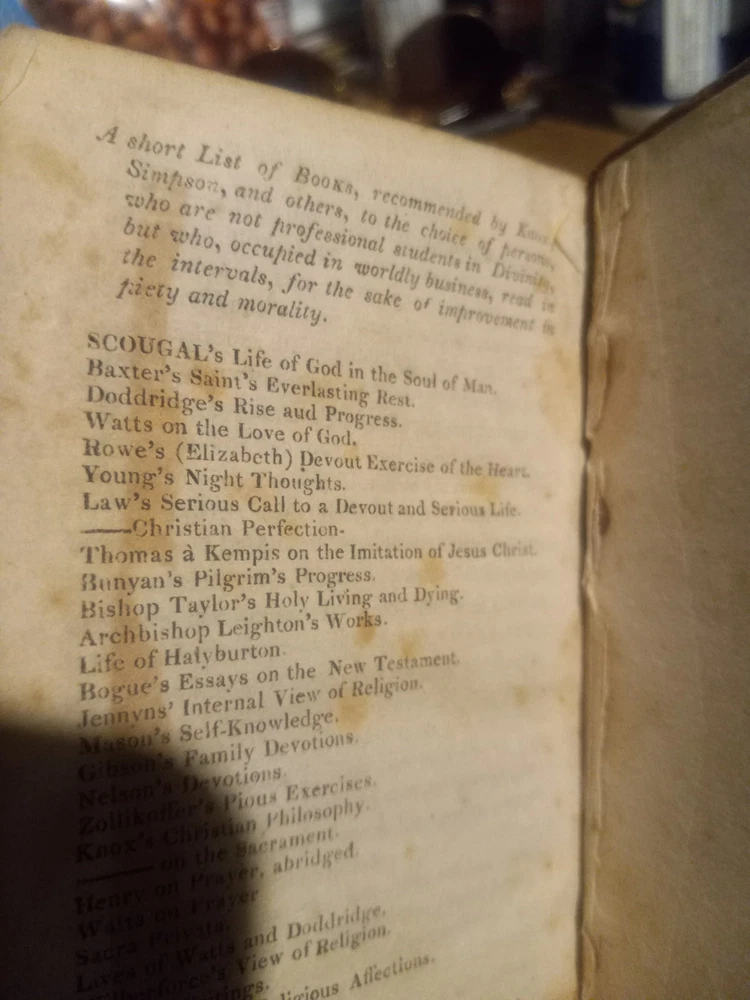 A short List of Books, recommended by Knox,
Simpson, and others, to the choice of persons,
who are not professional students in Divinity,
but who, occupied in worldly business, read in
the intervals, for the sake of improvement in
piety and morality.
SCOUGAL's Life of God in the Soul of Man.
Baxter's Saint's Everlasting Rest.
Doddridge's Rise aud Progress.
Watts on the Love of God.
Rowe's (Elizabeth) Devout Exercise of the Heart.
Young's Night Thoughts.
Law's Serious Call to a Devout and Serious Life.
——Christian Perfection-
Thomas à Kempis on the Imitation of Jesus Christ.
Bunyan's Pilgrim's Progress.
Bishop Taylor's Holy Living and Dying.
Archbishop Leighton's Works.
Life of Halyburton.
Bogue's Essays on the New Testament.
Jennyns' Internal View of Religion.
Mason's Self-Knowledge.
Gibson's Family Devotions.
Nelson's Devotions.
Zollikoffer's Pious Exercises.
Knox's Christian Philosophy.
—— on the Sacrament.
Henry on Prayer, abridged.
Watts on Prayer
Sacra Privata.
Lives of Watts and Doddridge.
Wilberforce's View of Religion.
Religious Affections.